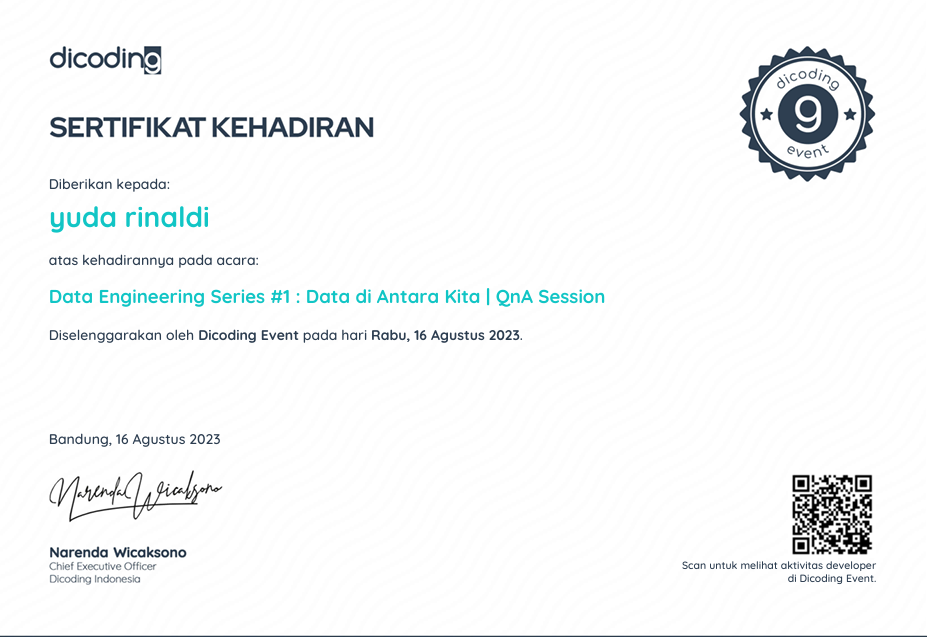 dicoding
SERTIFIKAT KEHADIRAN
dicoding
g
event
Diberikan kepada:
yuda rinaldi
atas kehadirannya pada acara:
Data Engineering Series #1 : Data di Antara Kita | QnA Session
Diselenggarakan oleh Dicoding Event pada hari Rabu, 16 Agustus 2023.
Bandung, 16 Agustus 2023
Narenda Wicaksono
Narenda Wicaksono
Chief Executive Officer
Dicoding Indonesia
Scan untuk melihat aktivitas developer
di Dicoding Event.